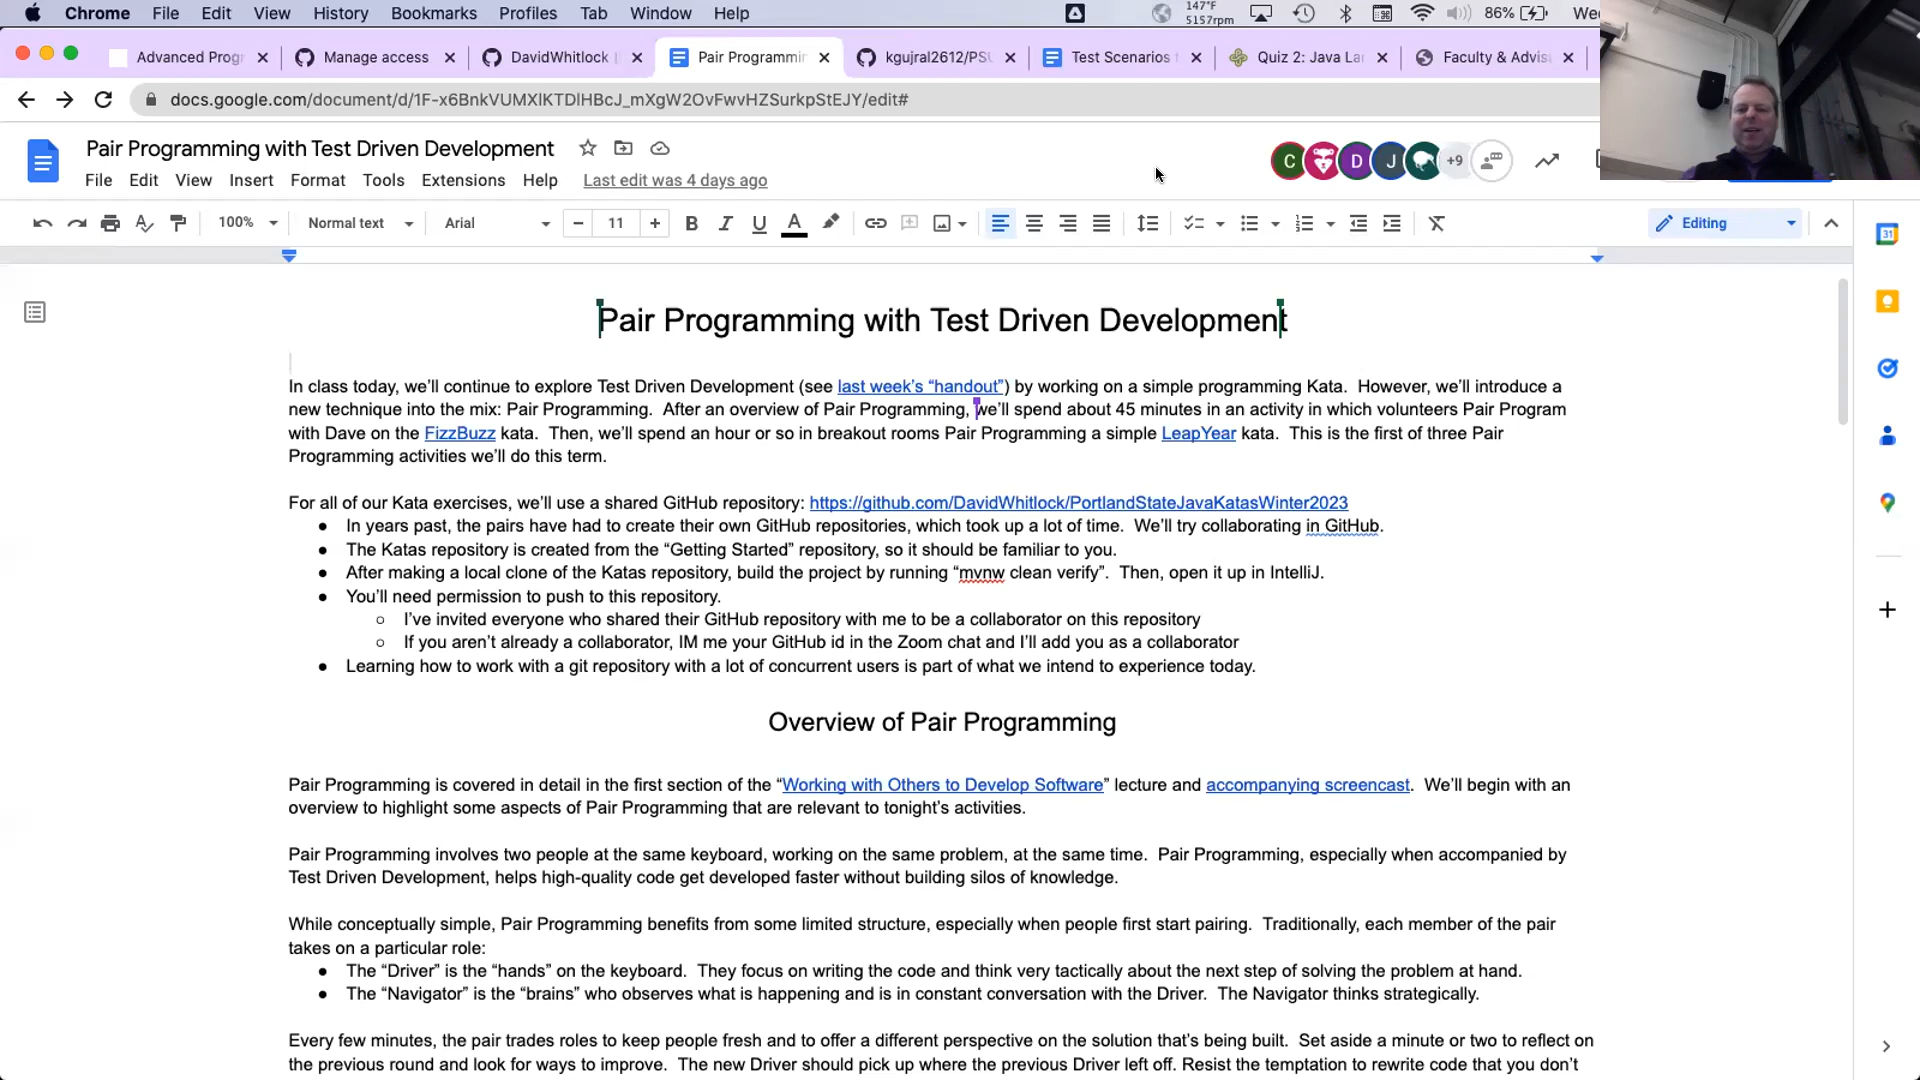 Chrome File Edit View History Bookmarks Profiles Tab Window Help 147°F 5157rpm 86% We
Advanced Prog Manage access DavidWhitlock Pair Programmin kgujral2612/PSU Test Scenarios f Quiz 2: Java Lan Faculty & Advis
docs.google.com/document/d/1F-x6BnkVUMXlKTDlHBcJ_mXgW2OvFwvHZSurkpStEJY/edit#
Pair Programming with Test Driven Development
C D J +9
File Edit View Insert Format Tools Extensions Help Last edit was 4 days ago
100% Normal text Arial 11 B I U A Editing
31
Pair Programming with Test Driven Development
In class today, we’ll continue to explore Test Driven Development (see last week’s “handout”) by working on a simple programming Kata. However, we’ll introduce a
new technique into the mix: Pair Programming. After an overview of Pair Programming, we’ll spend about 45 minutes in an activity in which volunteers Pair Program
with Dave on the FizzBuzz kata. Then, we’ll spend an hour or so in breakout rooms Pair Programming a simple LeapYear kata. This is the first of three Pair
Programming activities we’ll do this term.
For all of our Kata exercises, we’ll use a shared GitHub repository: https://github.com/DavidWhitlock/PortlandStateJavaKatasWinter2023
● In years past, the pairs have had to create their own GitHub repositories, which took up a lot of time. We’ll try collaborating in GitHub.
● The Katas repository is created from the “Getting Started” repository, so it should be familiar to you.
● After making a local clone of the Katas repository, build the project by running “mvnw clean verify”. Then, open it up in IntelliJ.
● You’ll need permission to push to this repository.
○ I’ve invited everyone who shared their GitHub repository with me to be a collaborator on this repository
○ If you aren’t already a collaborator, IM me your GitHub id in the Zoom chat and I’ll add you as a collaborator
● Learning how to work with a git repository with a lot of concurrent users is part of what we intend to experience today.
Overview of Pair Programming
Pair Programming is covered in detail in the first section of the “Working with Others to Develop Software” lecture and accompanying screencast. We’ll begin with an
overview to highlight some aspects of Pair Programming that are relevant to tonight’s activities.
Pair Programming involves two people at the same keyboard, working on the same problem, at the same time. Pair Programming, especially when accompanied by
Test Driven Development, helps high-quality code get developed faster without building silos of knowledge.
While conceptually simple, Pair Programming benefits from some limited structure, especially when people first start pairing. Traditionally, each member of the pair
takes on a particular role:
● The “Driver” is the “hands” on the keyboard. They focus on writing the code and think very tactically about the next step of solving the problem at hand.
● The “Navigator” is the “brains” who observes what is happening and is in constant conversation with the Driver. The Navigator thinks strategically.
Every few minutes, the pair trades roles to keep people fresh and to offer a different perspective on the solution that’s being built. Set aside a minute or two to reflect on
the previous round and look for ways to improve. The new Driver should pick up where the previous Driver left off. Resist the temptation to rewrite code that you don’t